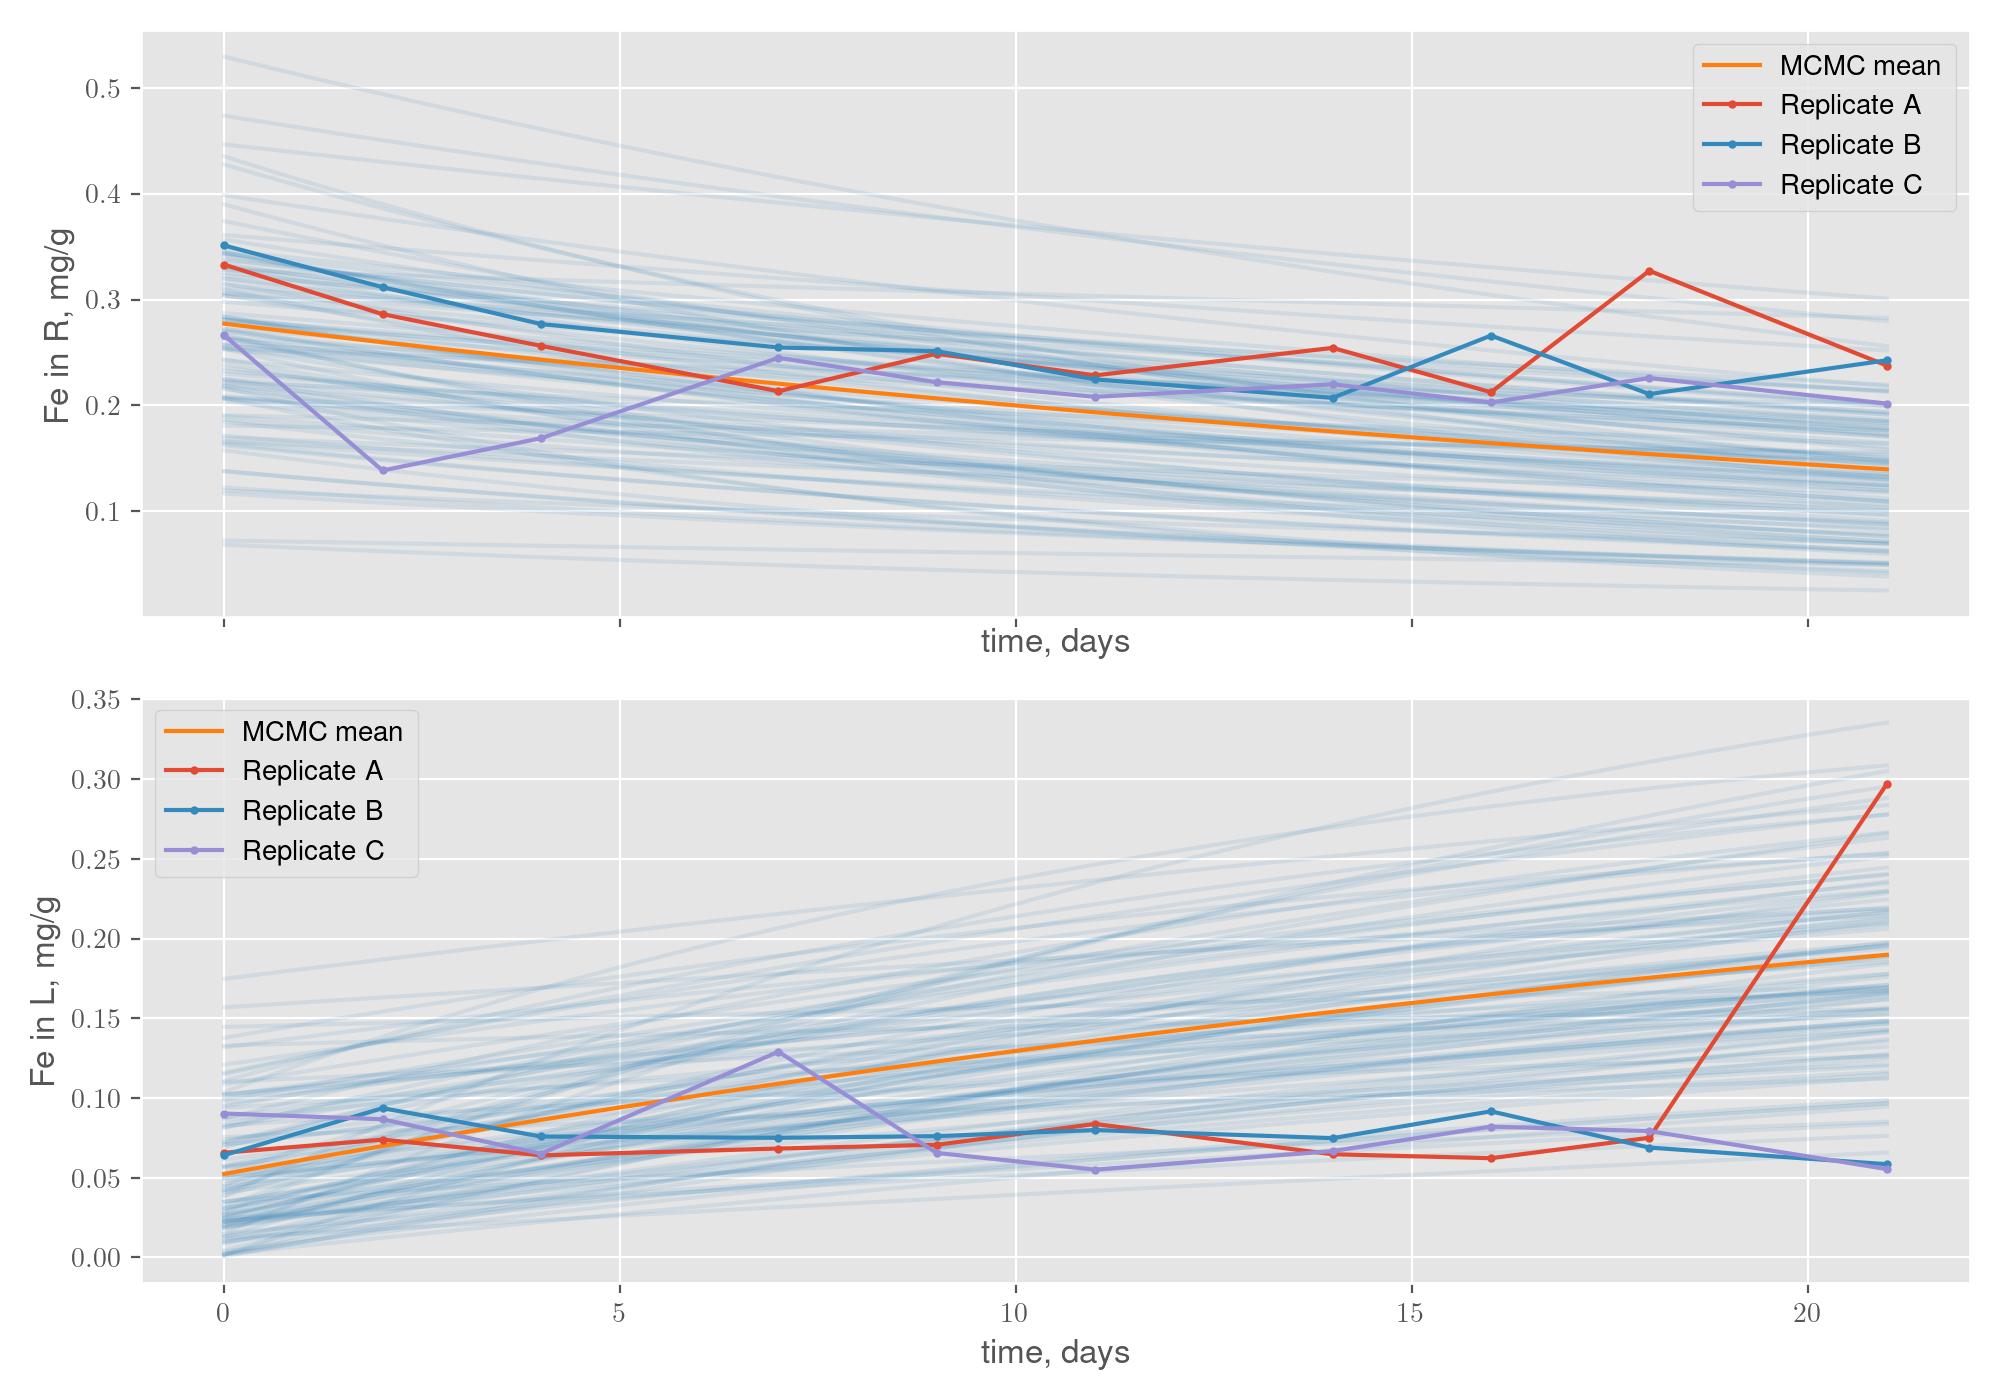 MCMC mean
Replicate A
Replicate B
Replicate C
0.5
0.4
0.3
0.2
0.1
Fe in R, mg/g
time, days
0.35
0.30
0.25
0.20
0.15
0.10
0.05
0.00
Fe in L, mg/g
MCMC mean
Replicate A
Replicate B
Replicate C
0 5 10 15 20
time, days